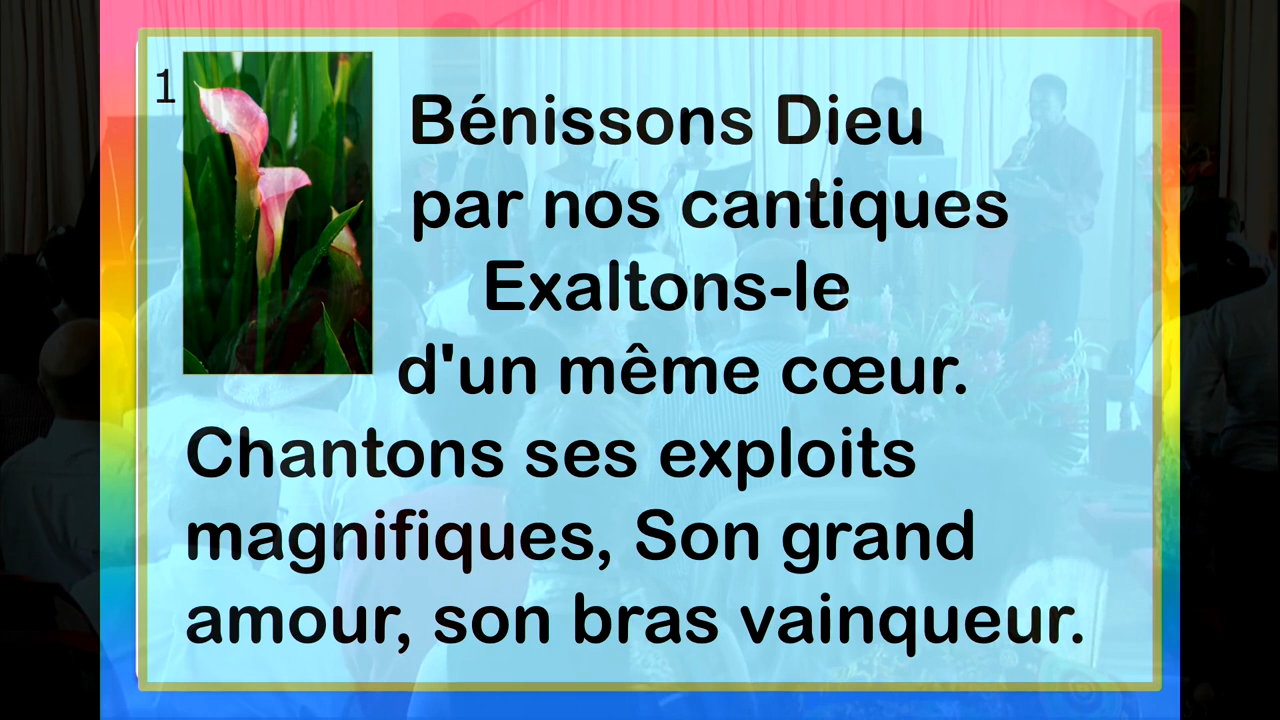 1
Bénissons Dieu
par nos cantiques
Exaltons-le
d'un même cœur.
Chantons ses exploits
magnifiques, Son grand
amour, son bras vainqueur.